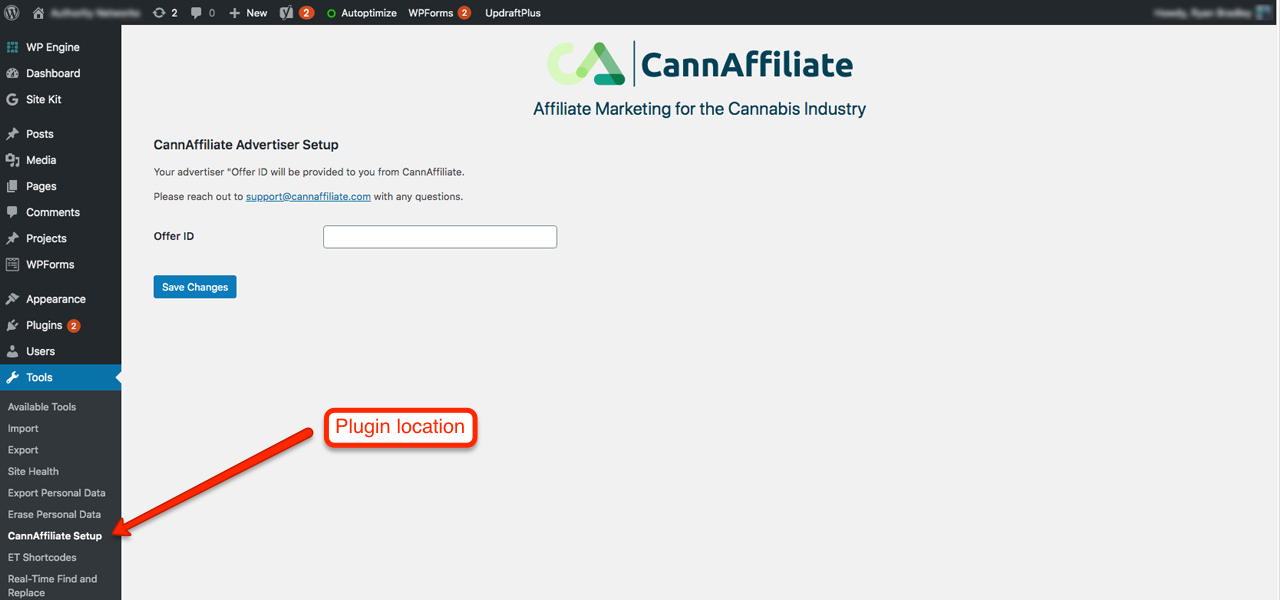 2 0 New 2 Autoptimize WPForms 2 UpdraftPlus
WP Engine
Dashboard
Site Kit
Posts
Media
Pages
Comments
Projects
WPForms
Appearance
Plugins 2
Users
Tools
Available Tools
Import
Export
Site Health
Export Personal Data
Erase Personal Data
CannAffiliate Setup
ET Shortcodes
Real-Time Find and
Replace
CannAffiliate
Affiliate Marketing for the Cannabis Industry
CannAffiliate Advertiser Setup
Your advertiser "Offer ID will be provided to you from CannAffiliate.
Please reach out to support@cannaffiliate.com with any questions.
Offer ID
Save Changes
Plugin location